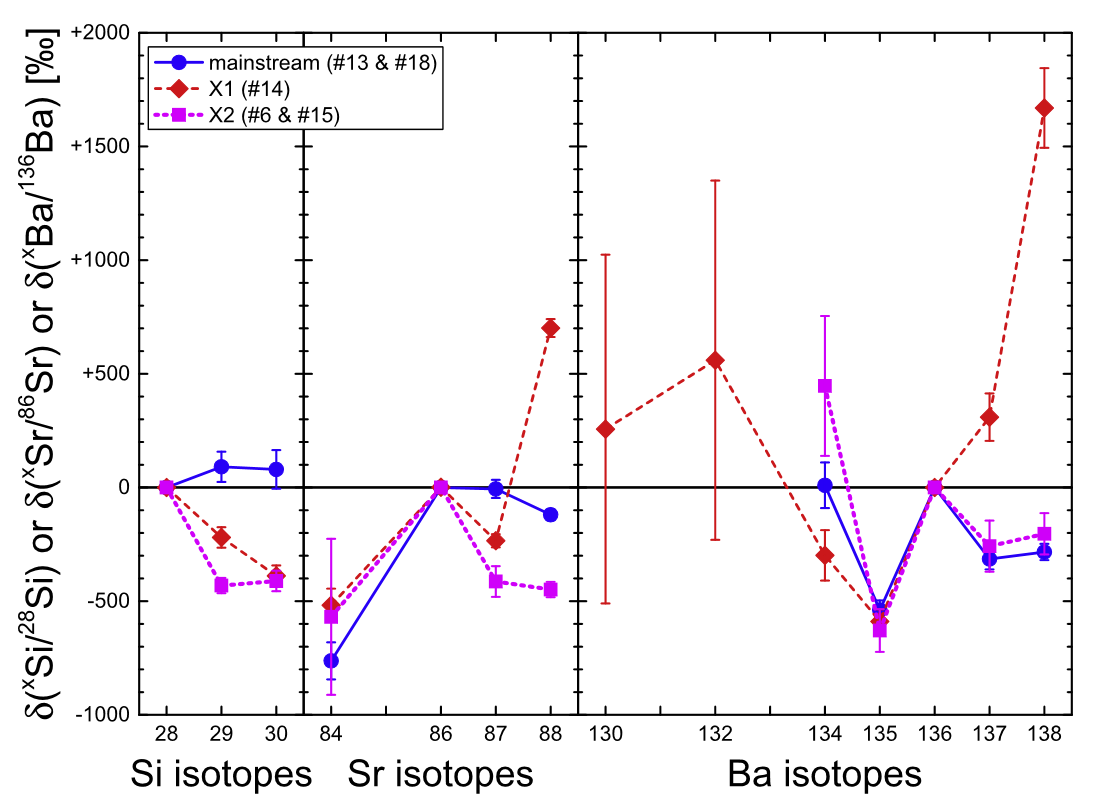 δ(ˣSi/²⁸Si) or δ(ˣSr/⁸⁶Sr) or δ(ˣBa/¹³⁶Ba) [‰]
+2000
+1500
+1000
+500
0
-500
-1000
mainstream (#13 & #18)
X1 (#14)
X2 (#6 & #15)
28 29 30 84 86 87 88 130 132 134 135 136 137 138
Si isotopes Sr isotopes Ba isotopes